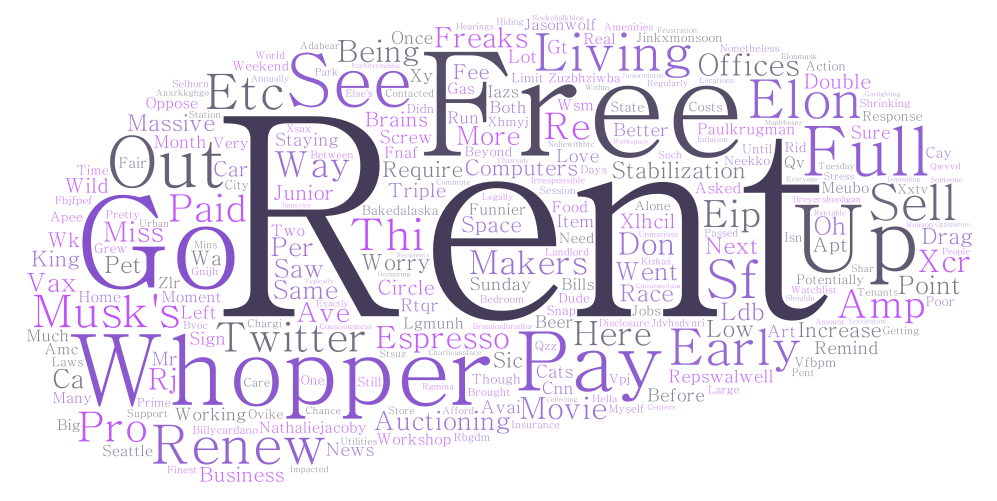 Rent
Free
Whopper
Go
Up
Pay
Full
See
Out
Elon
Early
Living
Renew
Sell
Musk's
Thi
Sf
Amp
Pro
Etc
Re
Way
Twitter
Makers
Movie
Here
Eip
Don
Espresso
Auctioning
Offices
Freaks
Being
Paid
Miss
Massive
Brains
More
Computers
Stabilization
Double
Require
Junior
Triple
Staying
Screw
Worry
Circle
Same
Saw
Per
Ave
Car
Pet
Wa
Vax
King
Wild
Wk
Month
Oppose
Weekend
World
Once
Xy
Fee
Gas
Iazs
Both
Limit
Lot
Gt
Real
Jasonwolf
Jinkxmonsoon
Amenities
Zuzbhziwba
Wsm
State
Costs
Better
Paulkrugman
Until
Rid
Sure
Response
Shrinking
Action
Nonetheless
Elonmusk
Gaslighting
Regularly
Locations
Inflation
Within
Frustration
Rockchalkblog
Hiding
Hearings
Adabear
Park
Else's
Contacted
Didn
Run
Xhmyj
Fnaf
Beyond
Love
Days
Such
Asked
Neekko
Qv
Stress
Tuesday
Everyone
Depending
Someone
Cay
Qwvvd
Meubo
Xxtv
Breyershooligan
Rentable
Oh
Apt
Isn
Drag
Xcr
Point
Reason
People
Shar
Potentially
Tenants
Watchlist
Poor
Should
Increase
Getting
Amount
Art
Low
Ldb
Remind
Vfbpm
Pent
Before
Large
Repswalwell
Myself
Centers
Hella
Vpj
Jdvhsdvurj
Disclosure
Jobs
Race
Went
Next
Xlhcil
Alone
Passed
Need
Item
Food
Session
Irresponsible
Funnier
Space
Legally
Landlord
Bills
Dude
Snap
Sunday
Bedroom
Beer
Lgmunh
Rtqr
Bakedalaska
Commute
Two
Exactly
Typically
Consciousness
Occupying
Between
Very
Xsax
City
Station
Selhorn
Anxrkkghgo
Annually
Fair
Time
Fbjfpef
Apee
Pretty
Urban
Grew
Mins
Gnijh
Zlr
Home
Moment
Left
Sign
Byoc
Chargi
Much
Amc
Laws
Ca
Many
Mr
Rj
Prime
Care
One
Still
Though
Brought
Stsuz
Charlieassface
Sic
Qzz
Cats
Cnn
Rgmina
Avai
Store
Afford
Collecting
Insurance
Chance
Ovike
Working
Support
Big
Seattle
Billycardano
Nathaliejacoby
Workshop
Rbgdm
News
Utilities
Business
Finest
Impacted